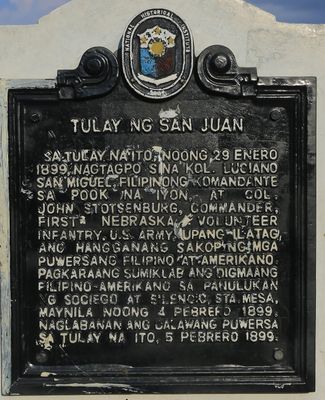 NATIONAL HISTORICAL INSTITUTE
TULAY NG SAN JUAN
SA TULAY NA ITO, NOONG 29 ENERO
1899, NAGTAGPO SINA KOL. LUCIANO
SAN MIGUEL, FILIPINONG KOMANDANTE
SA POOK NA IYON, AT COL.
JOHN STOTSENBURG, COMMANDER,
FIRST NEBRASKA VOLUNTEER
INFANTRY, U.S. ARMY UPANG ILATAG
ANG HANGGANANG SAKOP NG MGA
PUWERSANG FILIPINO AT AMERIKANO.
PAGKARAANG SUMIKLAB ANG DIGMAANG
FILIPINO-AMERIKANO SA PANULUKAN
NG SOCIEGO AT SILENCIO, STA. MESA,
MAYNILA NOONG 4 PEBRERO 1899,
NAGLABANAN ANG DALAWANG PUWERSA
SA TULAY NA ITO, 5 PEBRERO 1899.